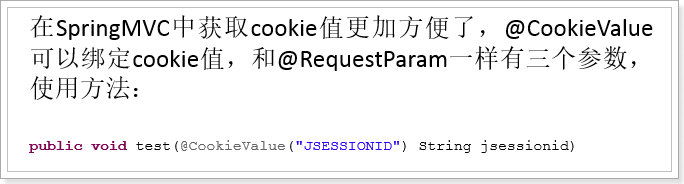 在SpringMVC中获取cookie值更加方便了，@CookieValue
可以绑定cookie值，和@RequestParam一样有三个参数，
使用方法：
public void test(@CookieValue("JSESSIONID") String jsessionid)